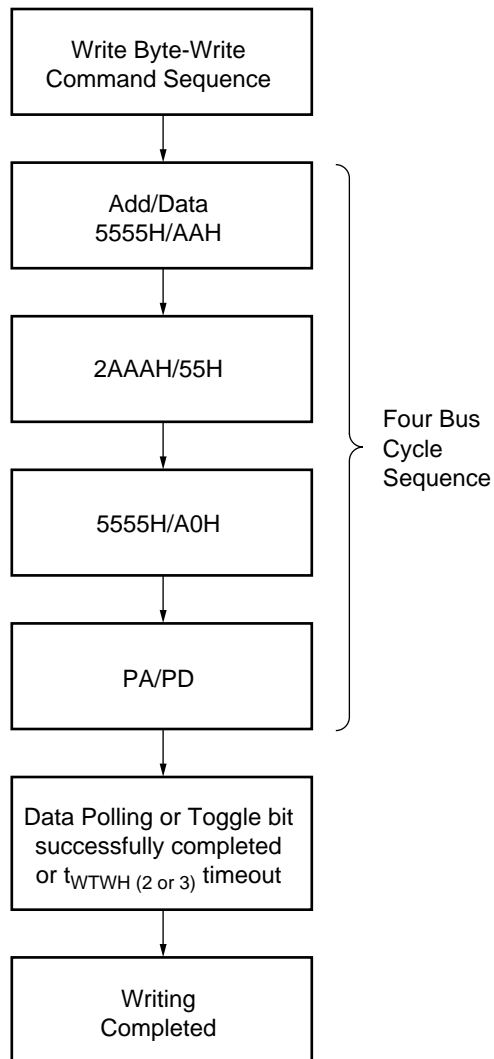 Write Byte-Write
Command Sequence
Add/Data
5555H/AAH
2AAAH/55H
5555H/A0H
PA/PD
Four Bus
Cycle
Sequence
Data Polling or Toggle bit
successfully completed
or tWTWH (2 or 3) timeout
Writing
Completed